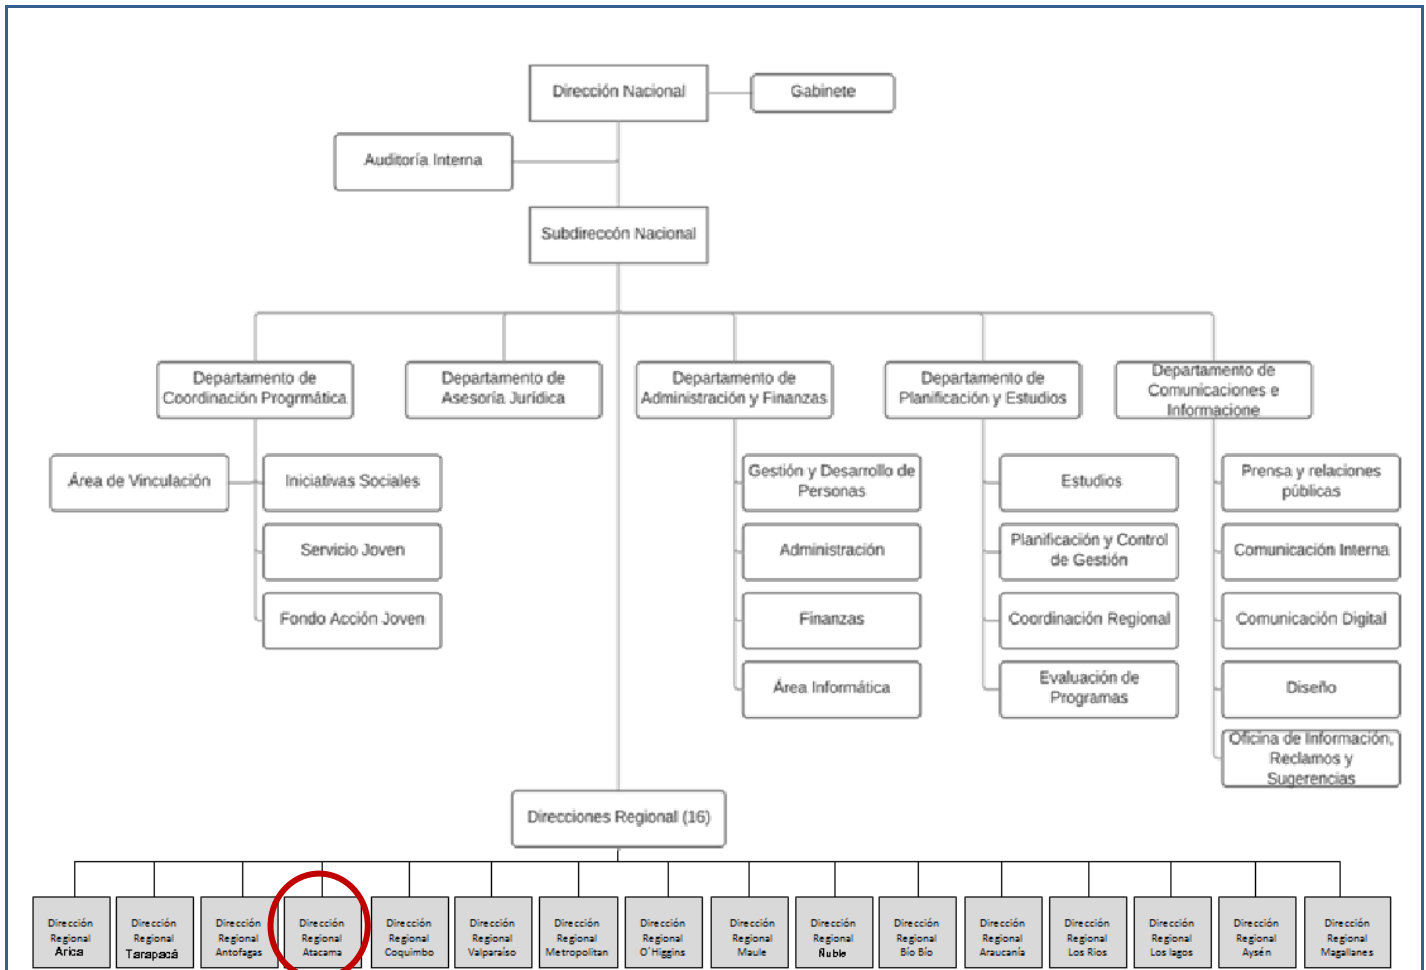 Dirección Nacional
Gabinete
Auditoría Interna
Subdireccón Nacional
Departamento de
Coordinación Progrmática
Departamento de
Asesoría Jurídica
Departamento de
Administración y Finanzas
Departamento de
Planificación y Estudios
Departamento de
Comunicaciones e
Informacione
Área de Vinculación
Iniciativas Sociales
Servicio Joven
Fondo Acción Joven
Gestión y Desarrollo de
Personas
Administración
Finanzas
Área Informática
Estudios
Planificación y Control
de Gestión
Coordinación Regional
Evaluación de
Programas
Prensa y relaciones
públicas
Comunicación Interna
Comunicación Digital
Diseño
Oficina de Información,
Reclamos y
Sugerencias
Direcciones Regional (16)
Dirección
Regional
Arica
Dirección
Regional
Tarapacá
Dirección
Regional
Antofagas
Dirección
Regional
Atacama
Dirección
Regional
Coquimbo
Dirección
Regional
Valparaíso
Dirección
Regional
Metropolitan
Dirección
Regional
O´Higgins
Dirección
Regional
Maule
Dirección
Regional
Ñuble
Dirección
Regional
Bío Bío
Dirección
Regional
Araucanía
Dirección
Regional
Los Rios
Dirección
Regional
Los lagos
Dirección
Regional
Aysén
Dirección
Regional
Magallanes